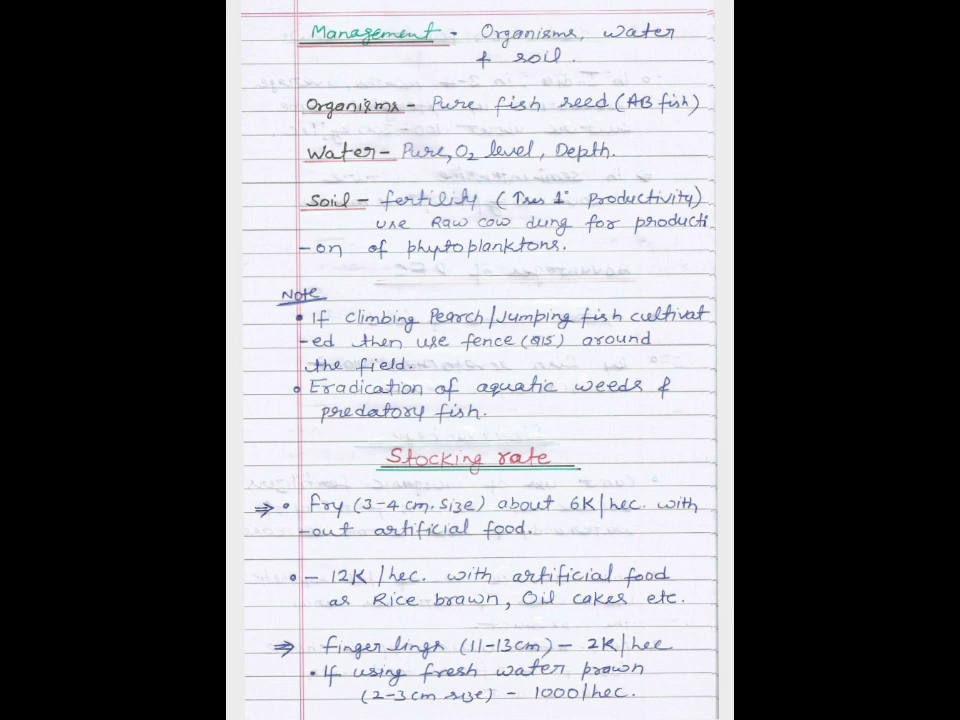 Management - Organisms, water
& soil.
Organisms - Pure fish seed (AB fish)
Water - Pure, O2 level, Depth.
Soil - fertility ( 1° Productivity)
use Raw cow dung for producti
- on of phytoplanktons.
Note
• If climbing Pearch/Jumping fish cultivat
- ed then use fence around
the field.
• Eradication of aquatic weeds &
predatory fish.
Stocking rate
⇒ • Fry (3-4 cm. size) about 6K/hec. with
- out artificial food.
• - 12K/hec. with artificial food
as Rice brawn, Oil cakes etc.
⇒ Finger lings (11-13cm) - 2K/hec
• If using fresh water prawn
(2-3 cm size) - 1000/hec.